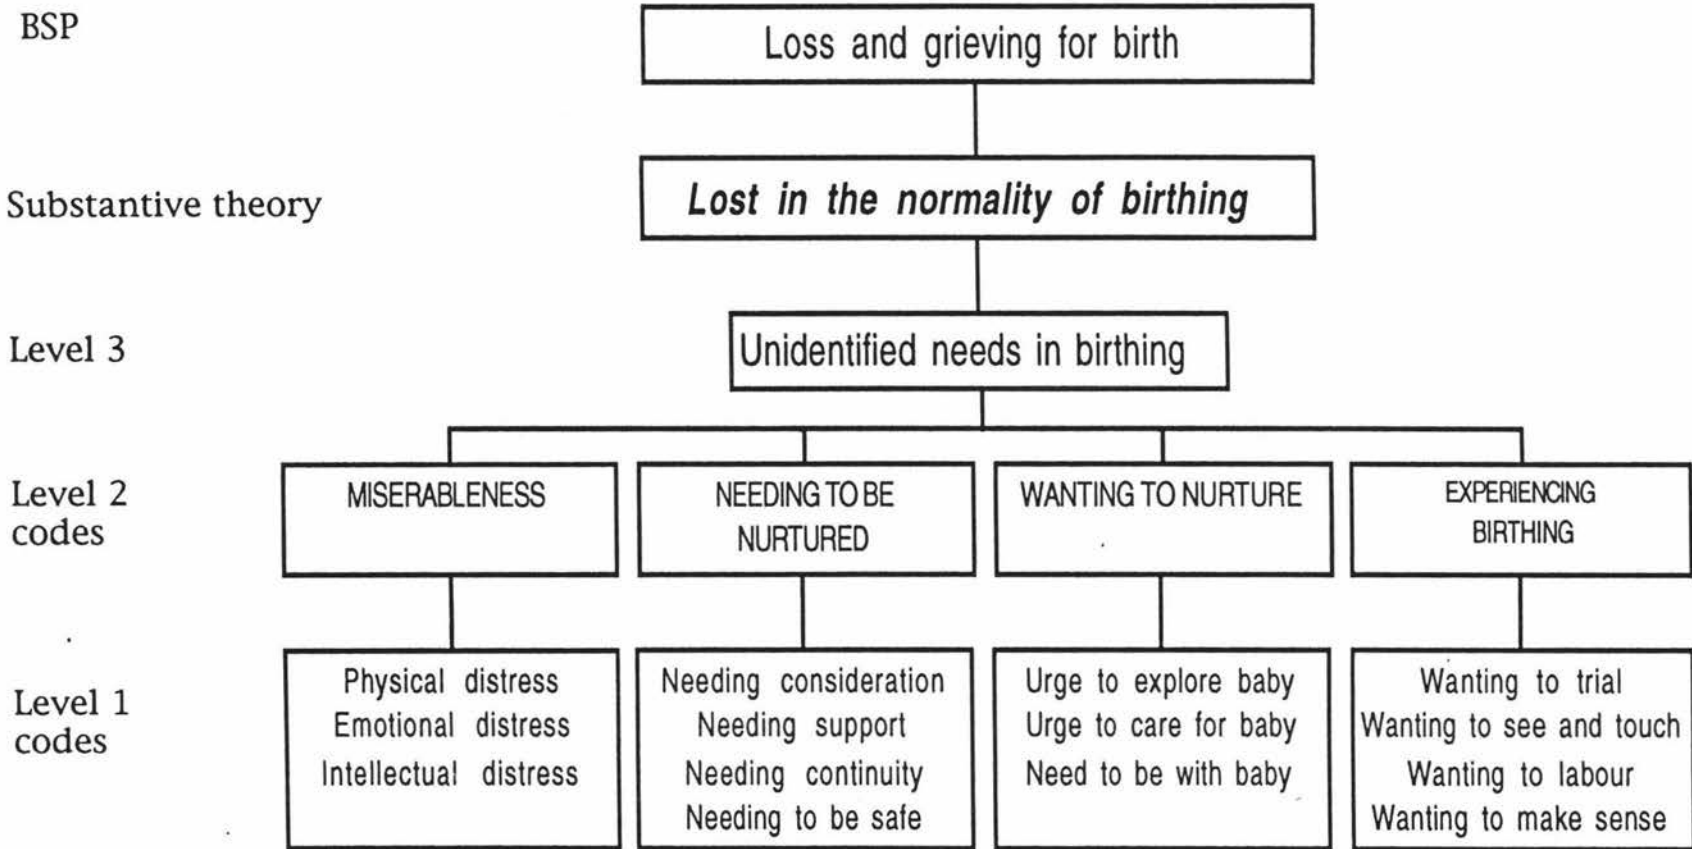 BSP
Loss and grieving for birth
Substantive theory
Lost in the normality of birthing
Level 3
Unidentified needs in birthing
Level 2
codes
MISERABLENESS
NEEDING TO BE
NURTURED
WANTING TO NURTURE
EXPERIENCING
BIRTHING
Level 1
codes
Physical distress
Emotional distress
Intellectual distress
Needing consideration
Needing support
Needing continuity
Needing to be safe
Urge to explore baby
Urge to care for baby
Need to be with baby
Wanting to trial
Wanting to see and touch
Wanting to labour
Wanting to make sense